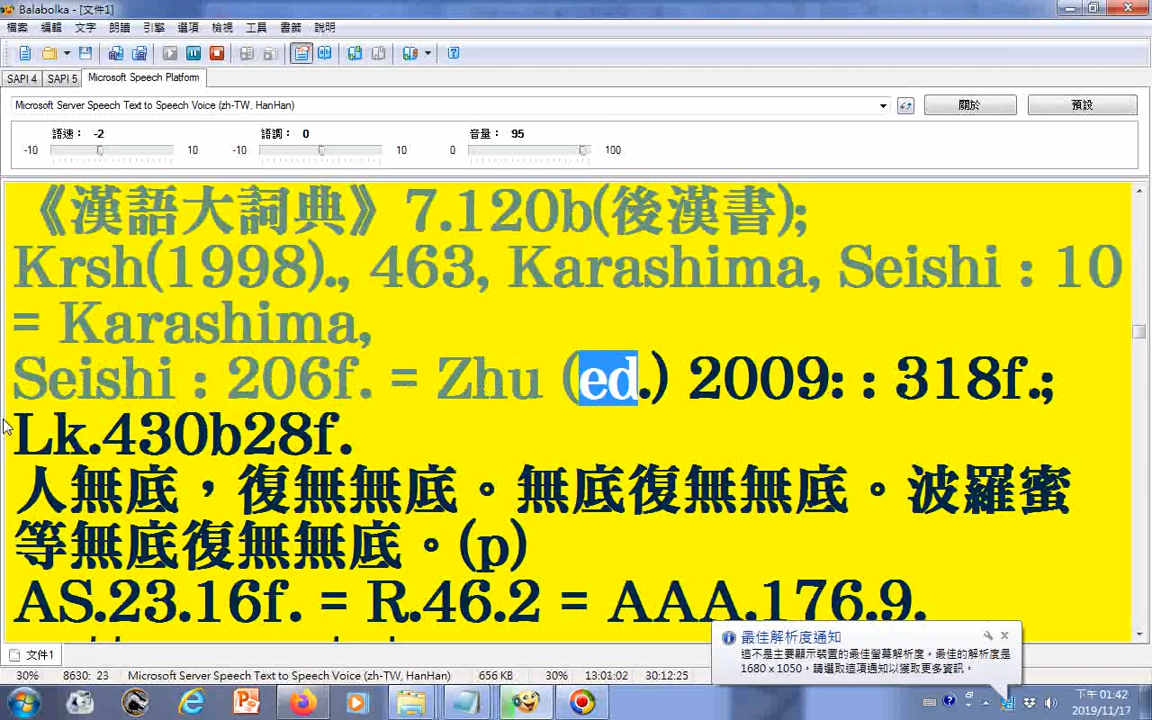 Balabolka - [文件1]
檔案 編輯 文字 朗讀 引擎 選項 檢視 工具 書籤 說明
SAPI 4 SAPI 5 Microsoft Speech Platform
Microsoft Server Speech Text to Speech Voice (zh-TW, HanHan) 關於 預設
語速： -2 語調： 0 音量： 95
-10 10 -10 10 0 100
《漢語大詞典》7.120b(後漢書);
Krsh(1998)., 463, Karashima, Seishi : 10
= Karashima,
Seishi : 206f. = Zhu (ed.) 2009: : 318f.;
Lk.430b28f.
人無底，復無無底。無底復無無底。波羅蜜
等無底復無無底。(p)
AS.23.16f. = R.46.2 = AAA.176.9.
最佳解析度通知
這不是主要顯示裝置的最佳螢幕解析度。最佳的解析度是
1680 x 1050。請選取這項通知以獲取更多資訊。
文件1
30% 8630: 23 Microsoft Server Speech Text to Speech Voice (zh-TW, HanHan) 656 KB 30% 13:01:02 30:12:25
下午 01:42
2019/11/17